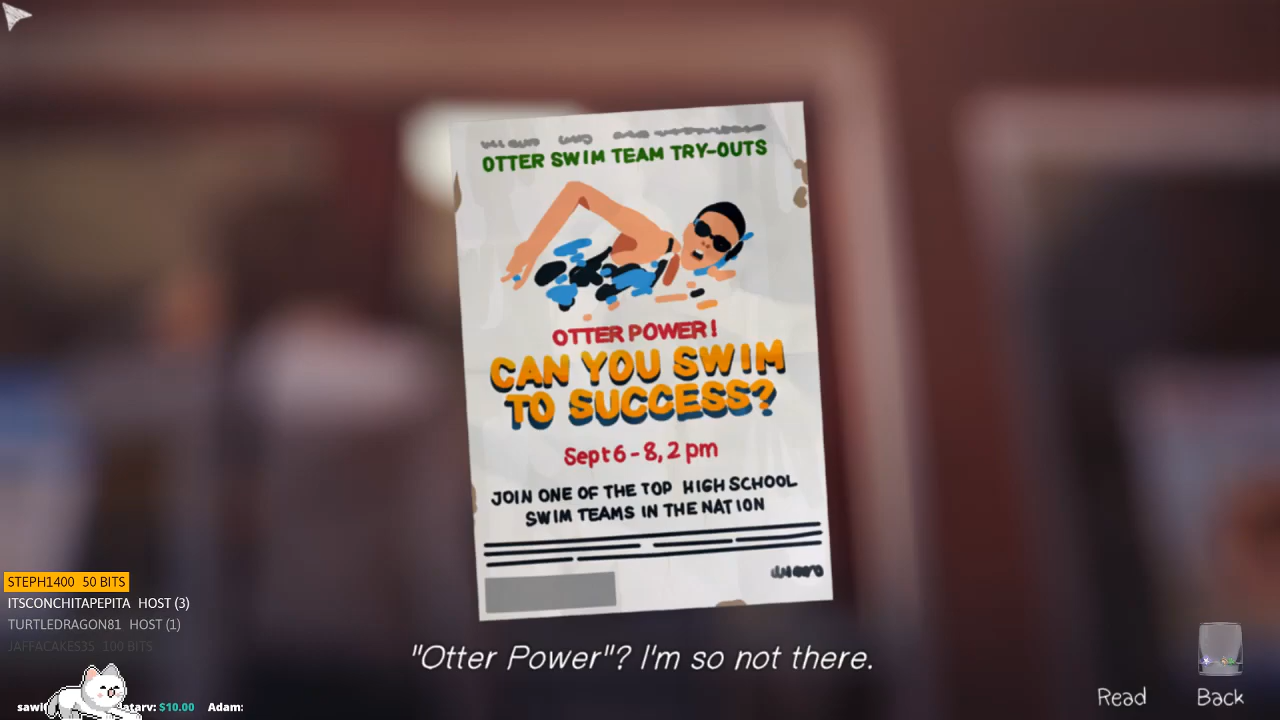 OTTER SWIM TEAM TRY-OUTS
OTTER POWER!
CAN YOU SWIM
TO SUCCESS?
Sept 6 - 8, 2 pm
JOIN ONE OF THE TOP HIGH SCHOOL
SWIM TEAMS IN THE NATION
STEPH1400 50 BITS
ITSCONCHITAPEPITA HOST (3)
TURTLEDRAGON81 HOST (1)
JAFFACAKES35 100 BITS
"Otter Power"? I'm so not there.
Read Back
$10.00 Adam: